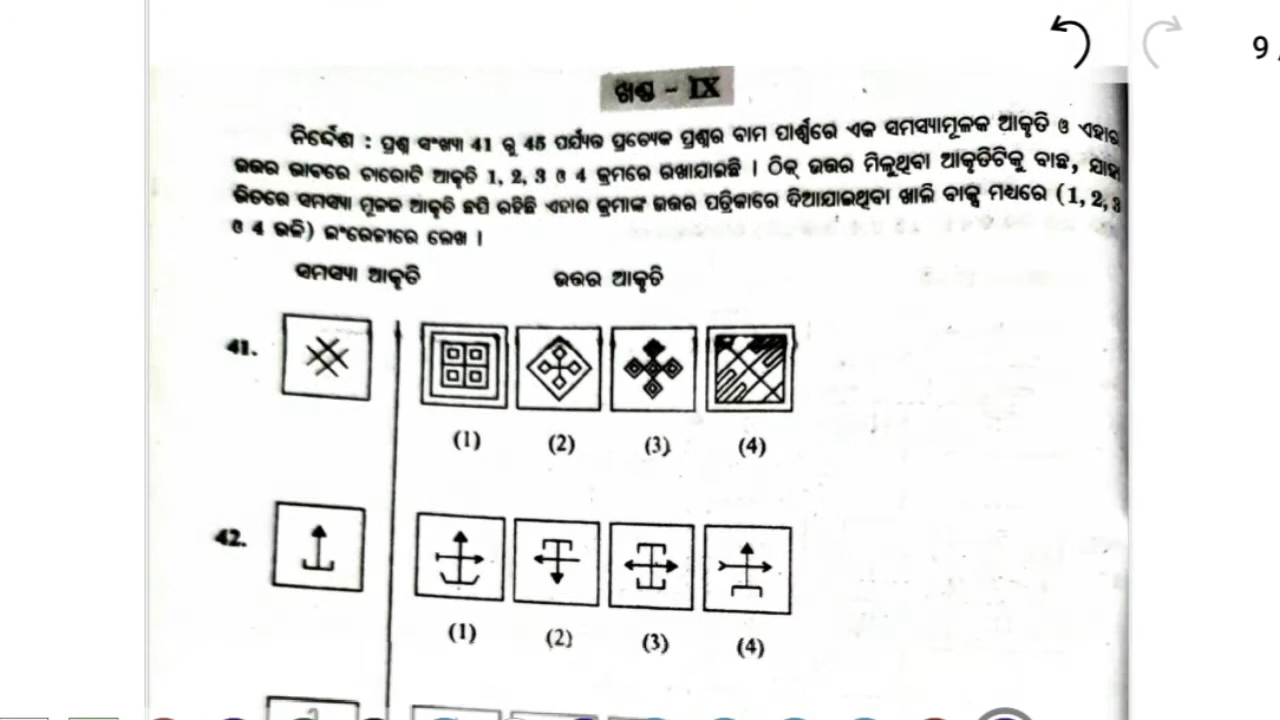 9
ଖଣ୍ଡ - IX
ନିର୍ଦ୍ଦେଶ : ପ୍ରଶ୍ନ ସଂଖ୍ୟା 41 ରୁ 45 ପର୍ଯ୍ୟନ୍ତ ପ୍ରତ୍ୟେକ ପ୍ରଶ୍ନର ବାମ ପାର୍ଶ୍ୱରେ ଏକ ସମସ୍ୟାମୂଳକ ଆକୃତି ଓ ଏହାର
ଉତ୍ତର ଭାବରେ ଚାରୋଟି ଆକୃତି 1, 2, 3 ଓ 4 କ୍ରମରେ ରଖାଯାଇଛି । ଠିକ୍ ଉତ୍ତର ମିଳୁଥିବା ଆକୃତିଟିକୁ ବାଛ, ଯାହା
ଭିତରେ ସମସ୍ୟା ମୂଳକ ଆକୃତି ଛପି ରହିଛି ଏହାର କ୍ରମାଙ୍କ ଉତ୍ତର ପତ୍ରିକାରେ ଦିଆଯାଇଥିବା ଖାଲି ବାକ୍ସ ମଧ୍ୟରେ (1, 2, 3
ଓ 4 ଭଳି) ଇଂରେଜୀରେ ଲେଖ ।
ସମସ୍ୟା ଆକୃତି ଉତ୍ତର ଆକୃତି
41.
(1) (2) (3) (4)
42.
(1) (2) (3) (4)